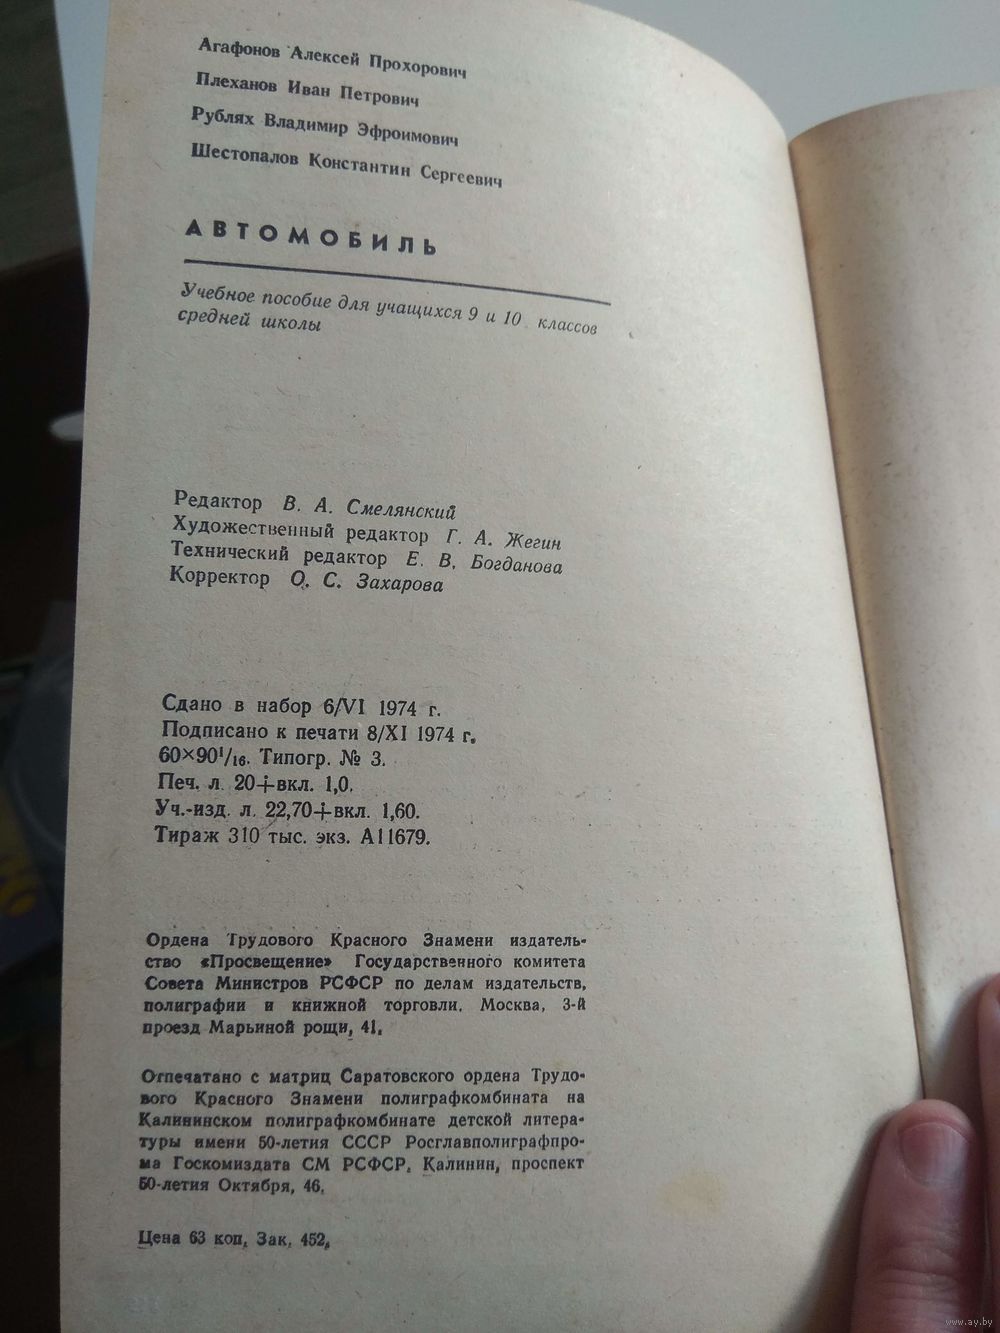 Агафонов Алексей Прохорович
Плеханов Иван Петрович
Рублях Владимир Эфроимович
Шестопалов Константин Сергеевич
АВТОМОБИЛЬ
Учебное пособие для учащихся 9 и 10 классов
средней школы
Редактор В. А. Смелянский
Художественный редактор Г. А. Жегин
Технический редактор Е. В. Богданова
Корректор О. С. Захарова
Сдано в набор 6/VI 1974 г.
Подписано к печати 8/XI 1974 г.
60×90¹/₁₆. Типогр. № 3.
Печ. л. 20+вкл. 1,0.
Уч.-изд. л. 22,70+вкл. 1,60.
Тираж 310 тыс. экз. А11679.
Ордена Трудового Красного Знамени издатель-
ство «Просвещение» Государственного комитета
Совета Министров РСФСР по делам издательств,
полиграфии и книжной торговли. Москва, 3-й
проезд Марьиной рощи, 41.
Отпечатано с матриц Саратовского ордена Трудо-
вого Красного Знамени полиграфкомбината на
Калининском полиграфкомбинате детской литера-
туры имени 50-летия СССР Росглавполиграфпро-
ма Госкомиздата СМ РСФСР. Калинин, проспект
50-летия Октября, 46.
Цена 63 коп. Зак. 452.
www.ay.by